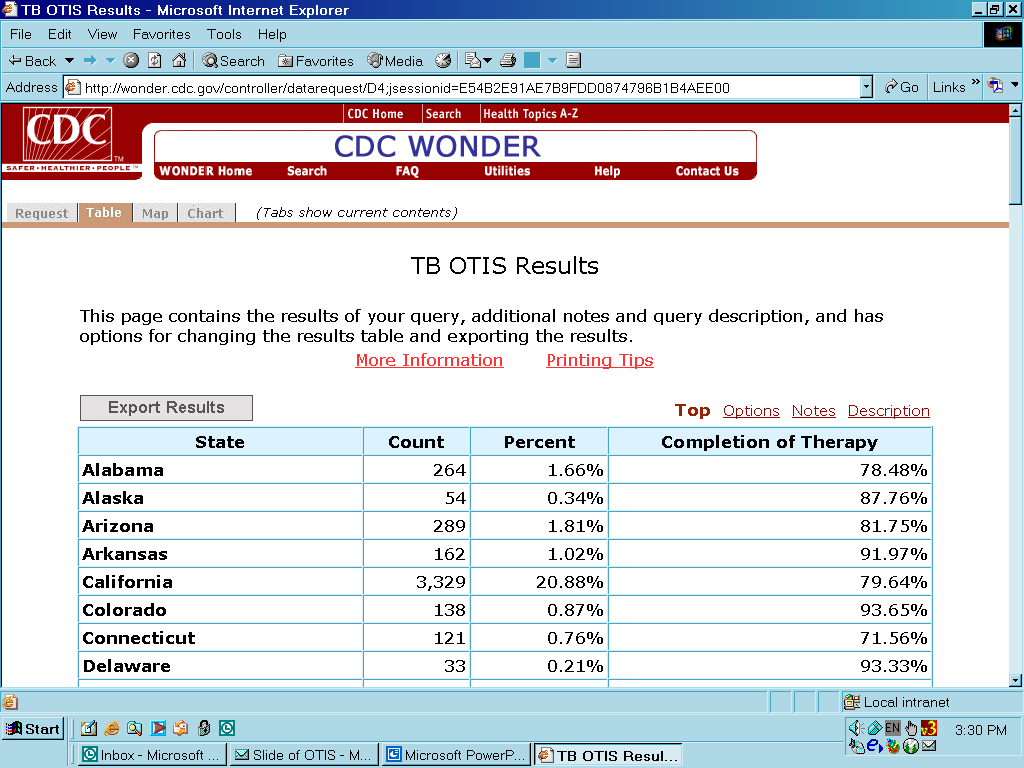 TB OTIS Results - Microsoft Internet Explorer
File Edit View Favorites Tools Help
Back Search Favorites Media
Address http://wonder.cdc.gov/controller/datarequest/D4;jsessionid=E54B2E91AE7B9FDD0874796B1B4AEE00 Go Links »
CDC Home Search Health Topics A-Z
CDC TM
SAFER·HEALTHIER·PEOPLE™
CDC WONDER
WONDER Home Search FAQ Utilities Help Contact Us
Request Table Map Chart (Tabs show current contents)
TB OTIS Results
This page contains the results of your query, additional notes and query description, and has
options for changing the results table and exporting the results.
More Information Printing Tips
Export Results Top Options Notes Description
State Count Percent Completion of Therapy
Alabama 264 1.66% 78.48%
Alaska 54 0.34% 87.76%
Arizona 289 1.81% 81.75%
Arkansas 162 1.02% 91.97%
California 3,329 20.88% 79.64%
Colorado 138 0.87% 93.65%
Connecticut 121 0.76% 71.56%
Delaware 33 0.21% 93.33%
Local intranet
Start EN 3:30 PM
Inbox - Microsoft ... Slide of OTIS - M... Microsoft PowerP... TB OTIS Resul...